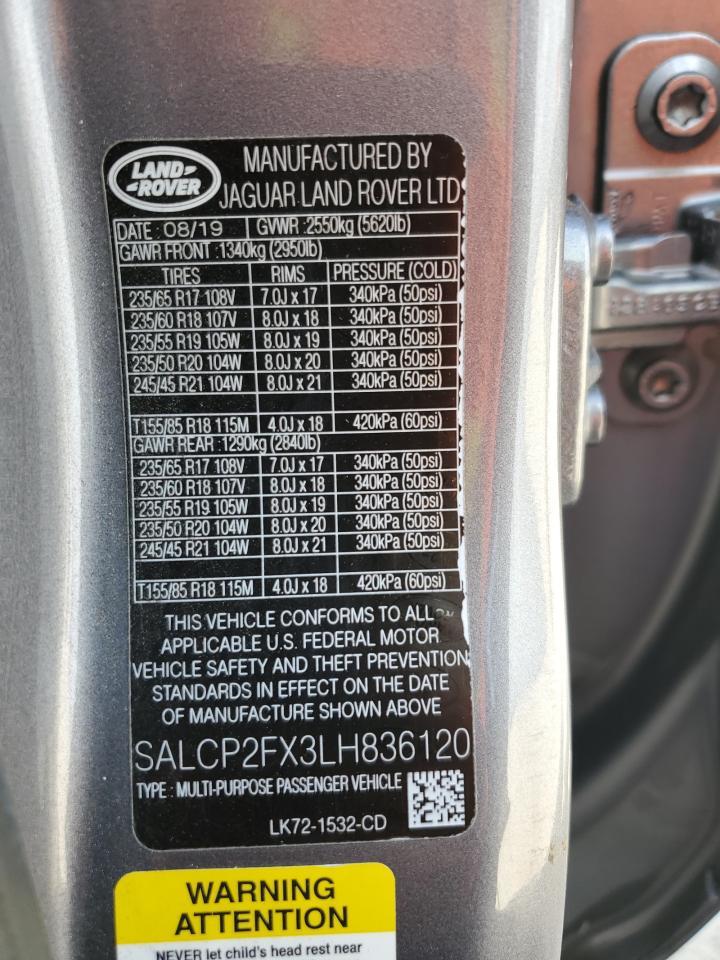 LAND-
-ROVER
MANUFACTURED BY
JAGUAR LAND ROVER LTD
DATE : 08/19 GVWR :2550kg (5620lb)
GAWR FRONT :1340kg (2950lb)
TIRES RIMS PRESSURE (COLD)
235/65 R17 108V 7.0J x 17 340kPa (50psi)
235/60 R18 107V 8.0J x 18 340kPa (50psi)
235/55 R19 105W 8.0J x 19 340kPa (50psi)
235/50 R20 104W 8.0J x 20 340kPa (50psi)
245/45 R21 104W 8.0J x 21 340kPa (50psi)
T155/85 R18 115M 4.0J x 18 420kPa (60psi)
GAWR REAR :1290kg (2840lb)
235/65 R17 108V 7.0J x 17 340kPa (50psi)
235/60 R18 107V 8.0J x 18 340kPa (50psi)
235/55 R19 105W 8.0J x 19 340kPa (50psi)
235/50 R20 104W 8.0J x 20 340kPa (50psi)
245/45 R21 104W 8.0J x 21 340kPa (50psi)
T155/85 R18 115M 4.0J x 18 420kPa (60psi)
THIS VEHICLE CONFORMS TO ALL
APPLICABLE U.S. FEDERAL MOTOR
VEHICLE SAFETY AND THEFT PREVENTION
STANDARDS IN EFFECT ON THE DATE
OF MANUFACTURE SHOWN ABOVE
SALCP2FX3LH836120
TYPE : MULTI-PURPOSE PASSENGER VEHICLE
LK72-1532-CD
WARNING
ATTENTION
NEVER let child's head rest near